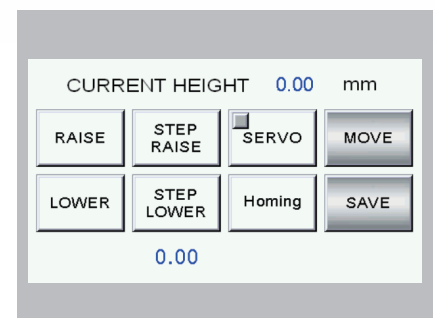 CURRENT HEIGHT 0.00 mm
RAISE
STEP
RAISE
SERVO
MOVE
LOWER
STEP
LOWER
Homing
SAVE
0.00